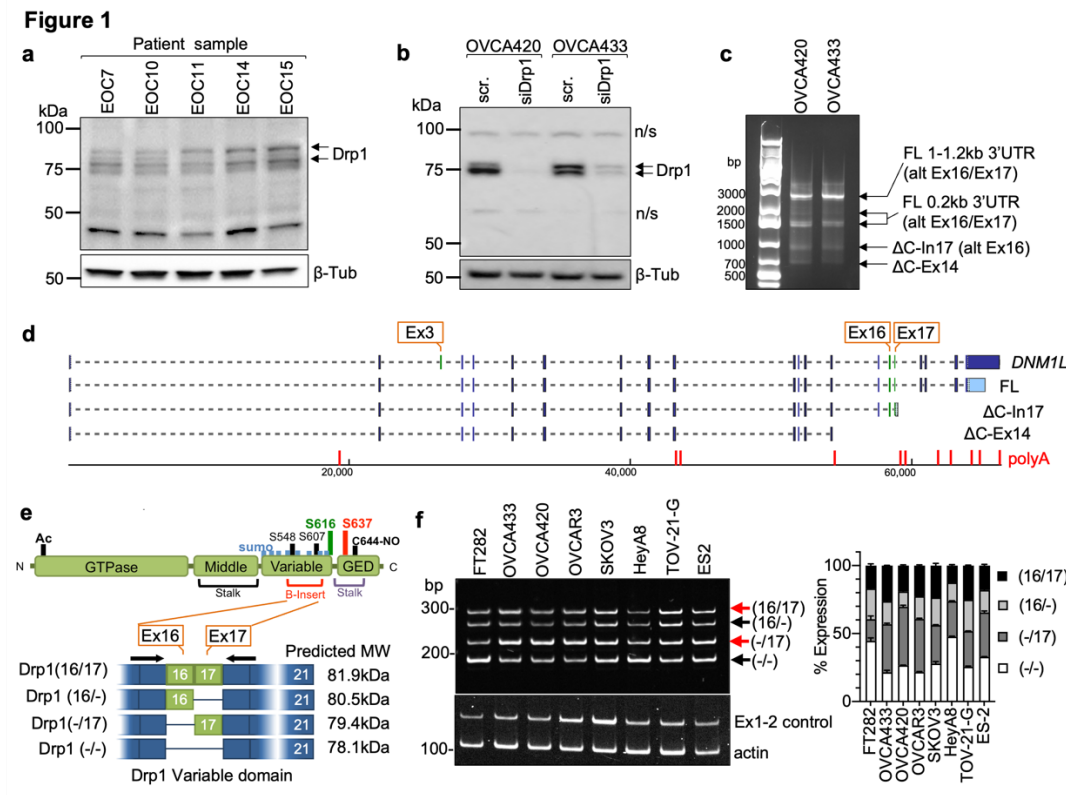 Figure 1
a
Patient sample
EOC7
EOC10
EOC11
EOC14
EOC15
kDa
100
75
50
50
Drp1
β-Tub
b
OVCA420 OVCA433
scr.
siDrp1
scr.
siDrp1
kDa
100
75
50
50
n/s
Drp1
n/s
β-Tub
c
OVCA420
OVCA433
bp
3000
2000
1500
1000
700
500
FL 1-1.2kb 3'UTR
(alt Ex16/Ex17)
FL 0.2kb 3'UTR
(alt Ex16/Ex17)
ΔC-In17 (alt Ex16)
ΔC-Ex14
d
Ex3
Ex16
Ex17
DNM1L
FL
ΔC-In17
ΔC-Ex14
polyA
20,000
40,000
60,000
e
S616
S637
Ac
S548
S607
C644-NO
sumo
N
GTPase
Middle
Variable
GED
C
Stalk
B-Insert
Stalk
Ex16
Ex17
Predicted MW
Drp1(16/17) 16 17 21 81.9kDa
Drp1 (16/-) 16 21 80.5kDa
Drp1(-/17) 17 21 79.4kDa
Drp1 (-/-) 21 78.1kDa
Drp1 Variable domain
f
FT282
OVCA433
OVCA420
OVCAR3
SKOV3
HeyA8
TOV-21-G
ES2
bp
300
200
100
(16/17)
(16/-)
(-/17)
(-/-)
Ex1-2 control
actin
% Expression
100
50
0
(16/17)
(16/-)
(-/17)
(-/-)
FT282
OVCA433
OVCA420
OVCAR3
SKOV3
HeyA8
TOV-21-G
ES-2